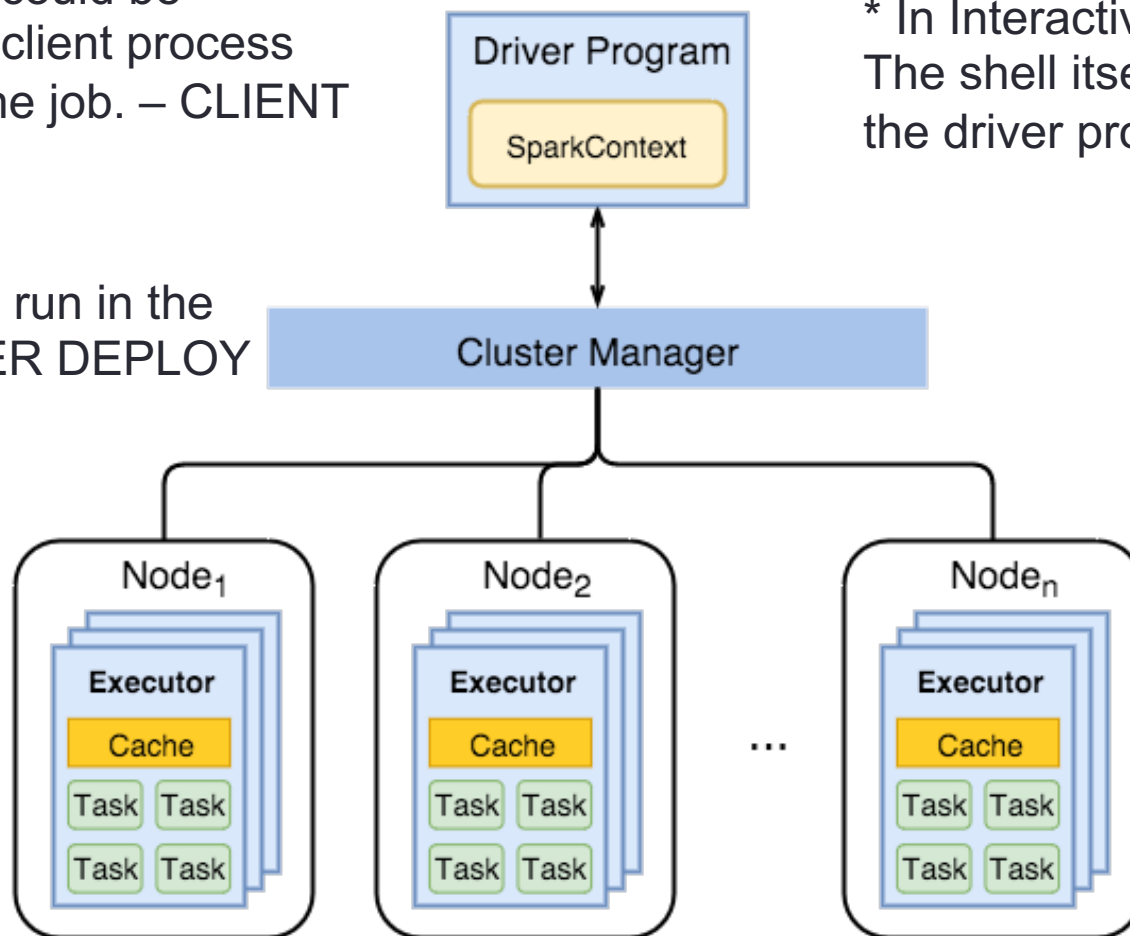 could be
client process
he job. – CLIENT
* In Interactiv
The shell itse
the driver pro
Driver Program
SparkContext
run in the
ER DEPLOY
Cluster Manager
Node1
Executor
Cache
Task Task
Task Task
Node2
Executor
Cache
Task Task
Task Task
...
Noden
Executor
Cache
Task Task
Task Task